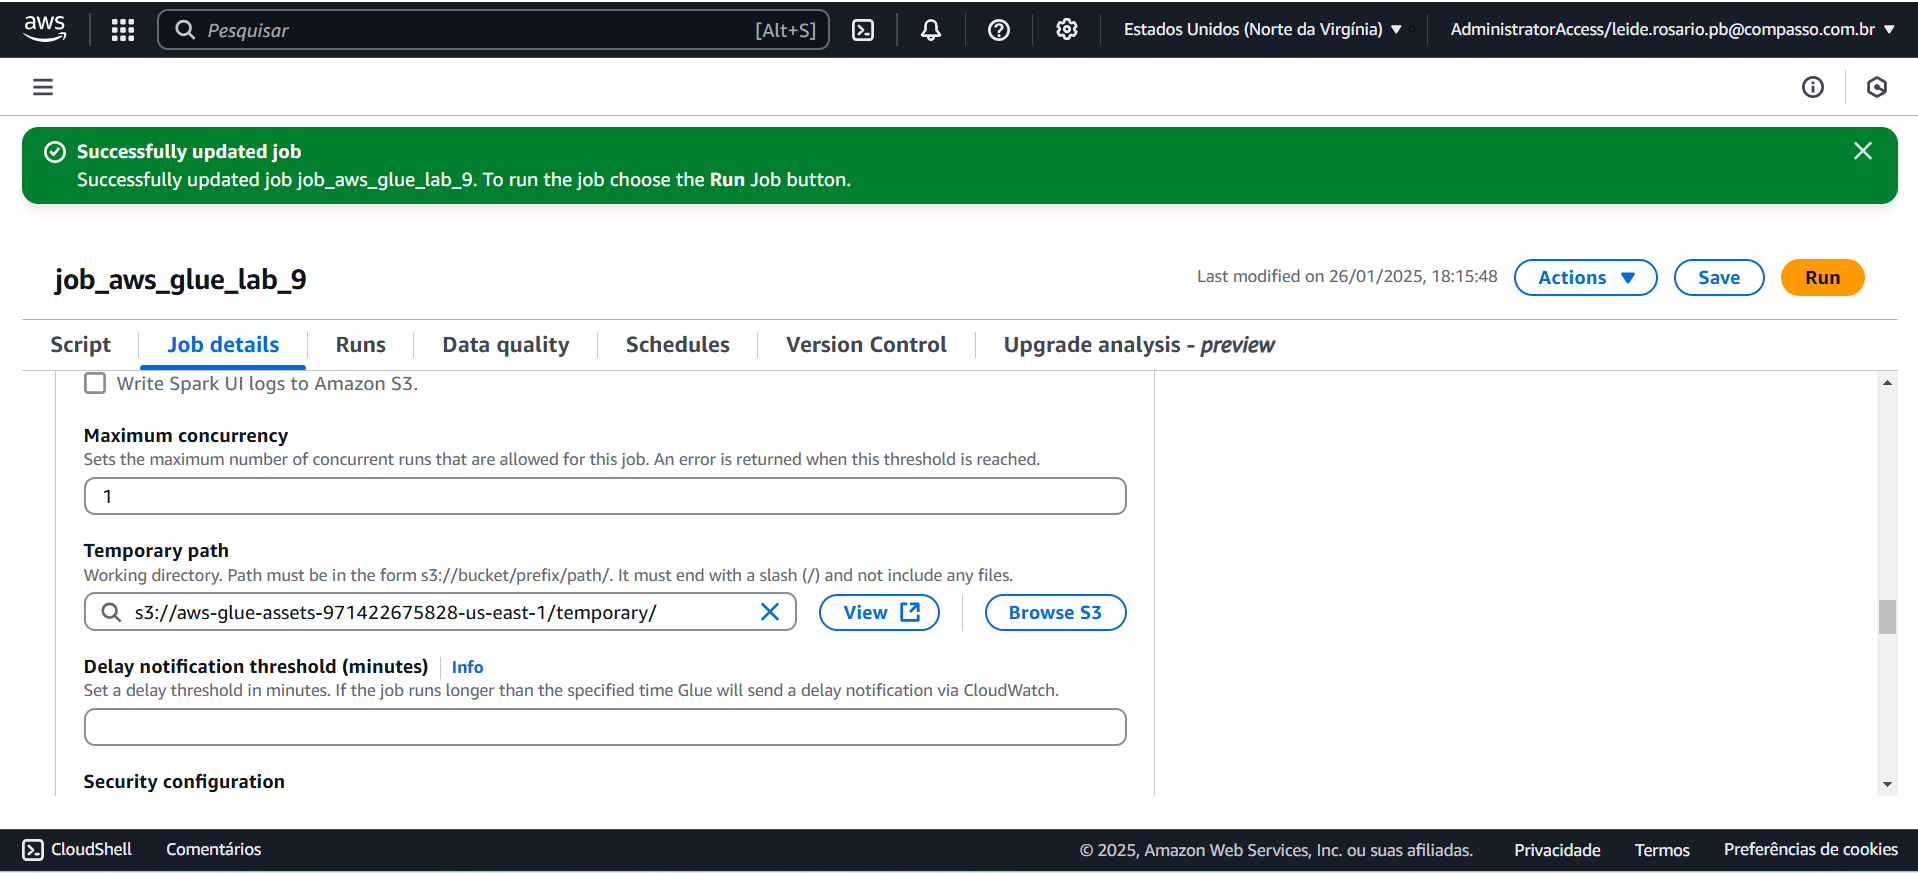 aws
Pesquisar [Alt+S] Estados Unidos (Norte da Virgínia) AdministratorAccess/leide.rosario.pb@compasso.com.br
Successfully updated job
Successfully updated job job_aws_glue_lab_9. To run the job choose the Run Job button.
job_aws_glue_lab_9 Last modified on 26/01/2025, 18:15:48 Actions Save Run
Script Job details Runs Data quality Schedules Version Control Upgrade analysis - preview
Write Spark UI logs to Amazon S3.
Maximum concurrency
Sets the maximum number of concurrent runs that are allowed for this job. An error is returned when this threshold is reached.
1
Temporary path
Working directory. Path must be in the form s3://bucket/prefix/path/. It must end with a slash (/) and not include any files.
s3://aws-glue-assets-971422675828-us-east-1/temporary/ View Browse S3
Delay notification threshold (minutes) Info
Set a delay threshold in minutes. If the job runs longer than the specified time Glue will send a delay notification via CloudWatch.
Security configuration
CloudShell Comentários © 2025, Amazon Web Services, Inc. ou suas afiliadas. Privacidade Termos Preferências de cookies